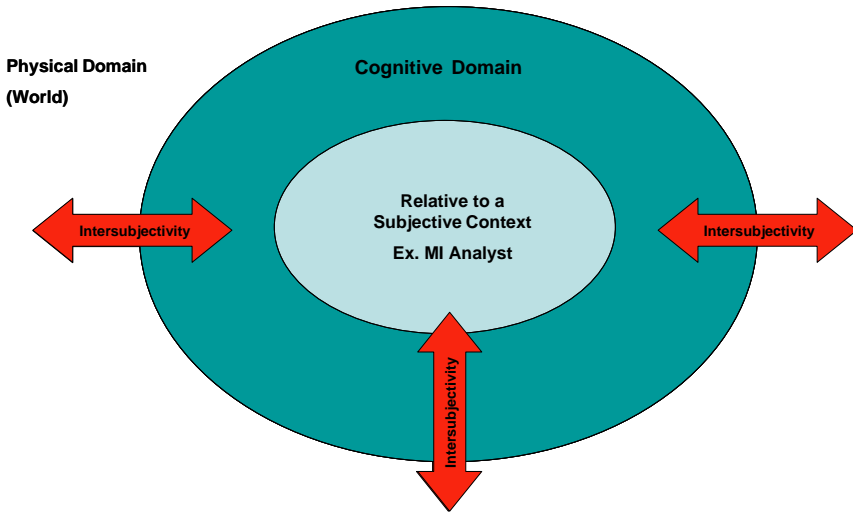 Physical Domain
(World)
Cognitive Domain
Relative to a
Subjective Context
Ex. MI Analyst
Intersubjectivity
Intersubjectivity
Intersubjectivity